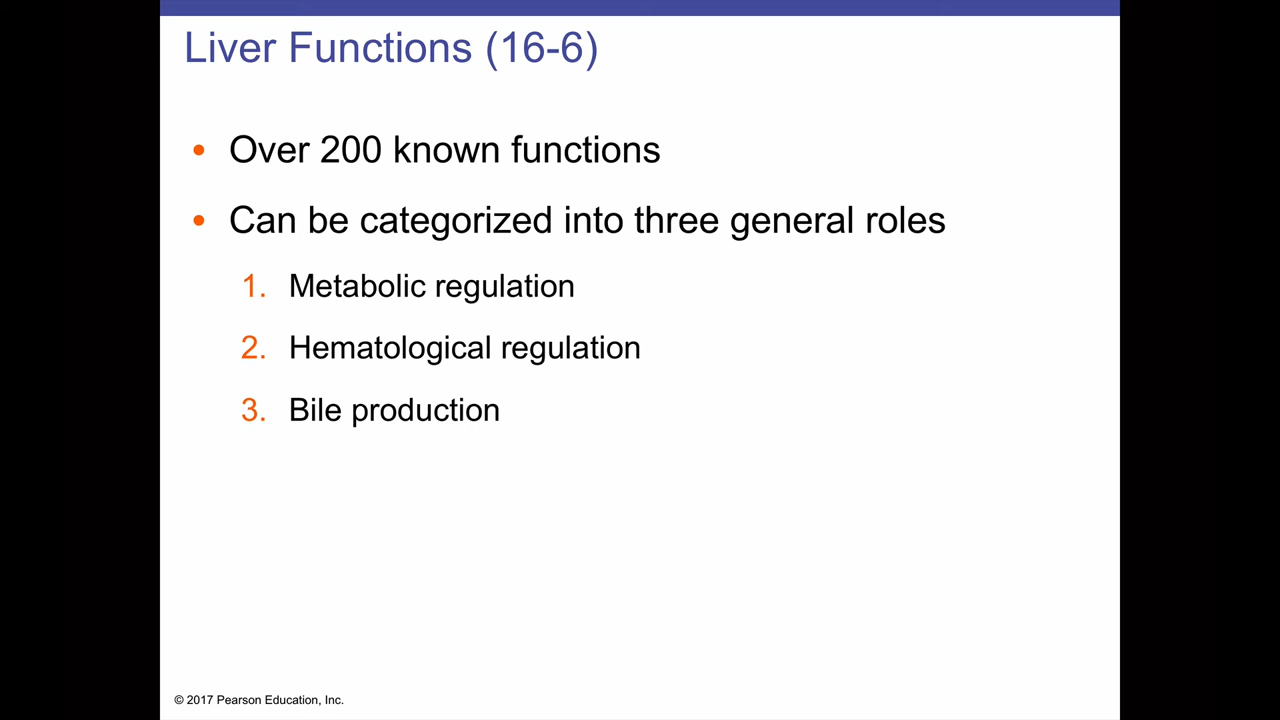 Liver Functions (16-6)
• Over 200 known functions
• Can be categorized into three general roles
1. Metabolic regulation
2. Hematological regulation
3. Bile production
© 2017 Pearson Education, Inc.